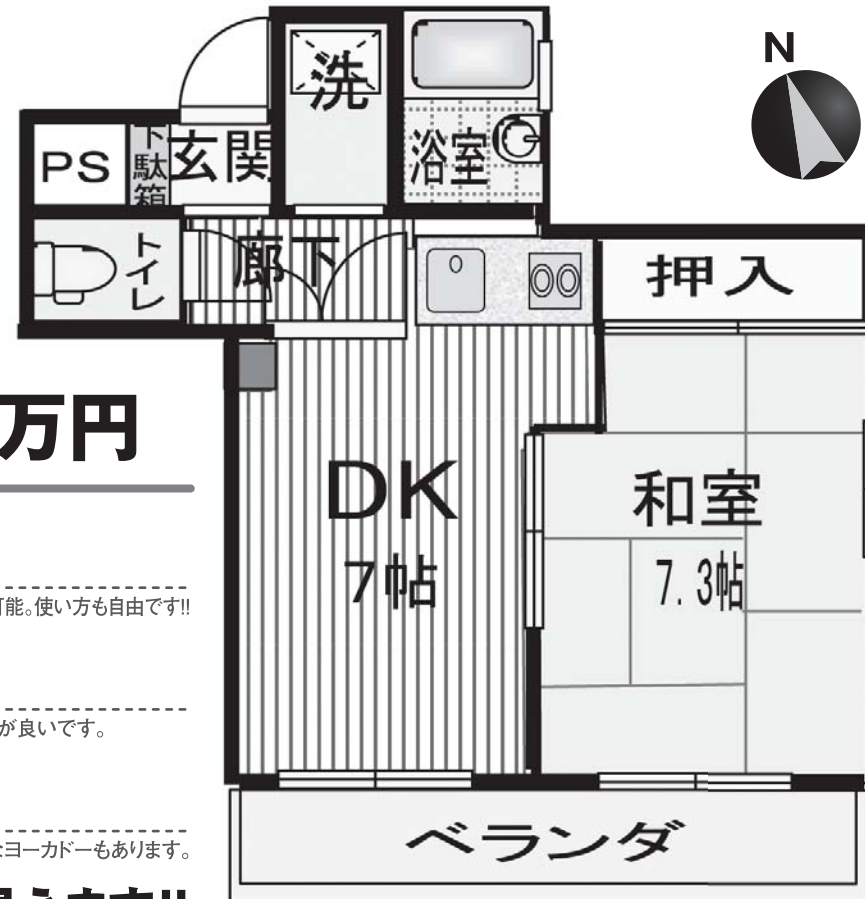 N
洗
浴室
PS
下駄箱
玄関
トイレ
廊下
押入
万円
DK
7帖
和室
7.3帖
可能。使い方も自由です!!
が良いです。
なヨーカドーもあります。
ベランダ